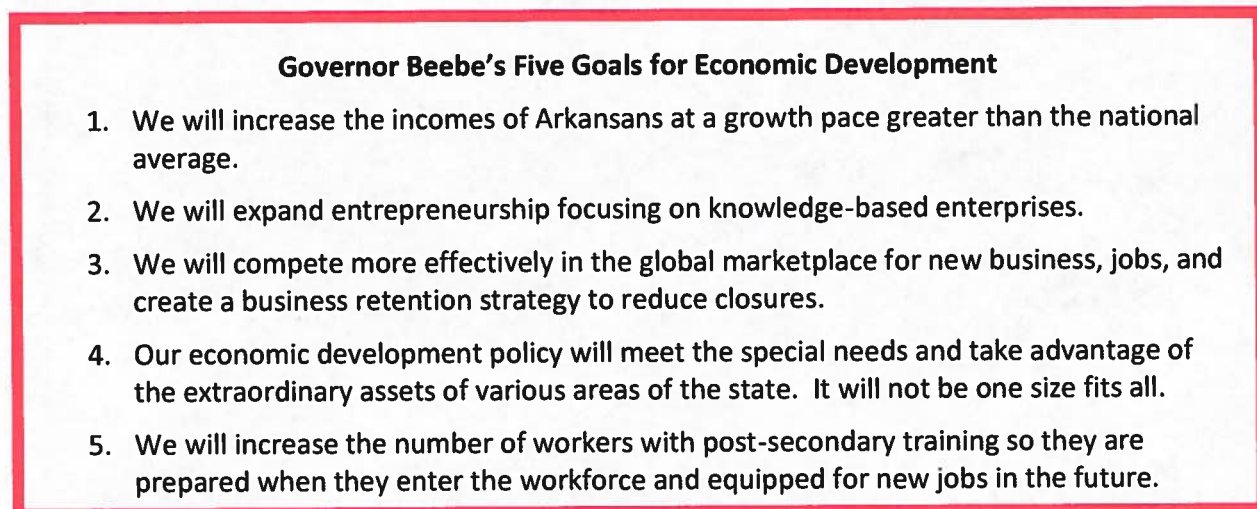 Governor Beebe's Five Goals for Economic Development
1. We will increase the incomes of Arkansans at a growth pace greater than the national
average.
2. We will expand entrepreneurship focusing on knowledge-based enterprises.
3. We will compete more effectively in the global marketplace for new business, jobs, and
create a business retention strategy to reduce closures.
4. Our economic development policy will meet the special needs and take advantage of
the extraordinary assets of various areas of the state. It will not be one size fits all.
5. We will increase the number of workers with post-secondary training so they are
prepared when they enter the workforce and equipped for new jobs in the future.